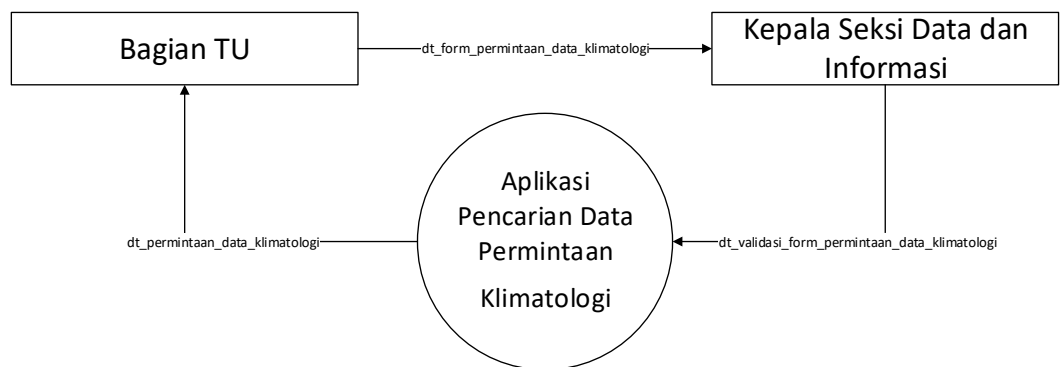 Bagian TU
dt_form_permintaan_data_klimatologi
Kepala Seksi Data dan
Informasi
Aplikasi
Pencarian Data
Permintaan
Klimatologi
dt_permintaan_data_klimatologi
dt_validasi_form_permintaan_data_klimatologi